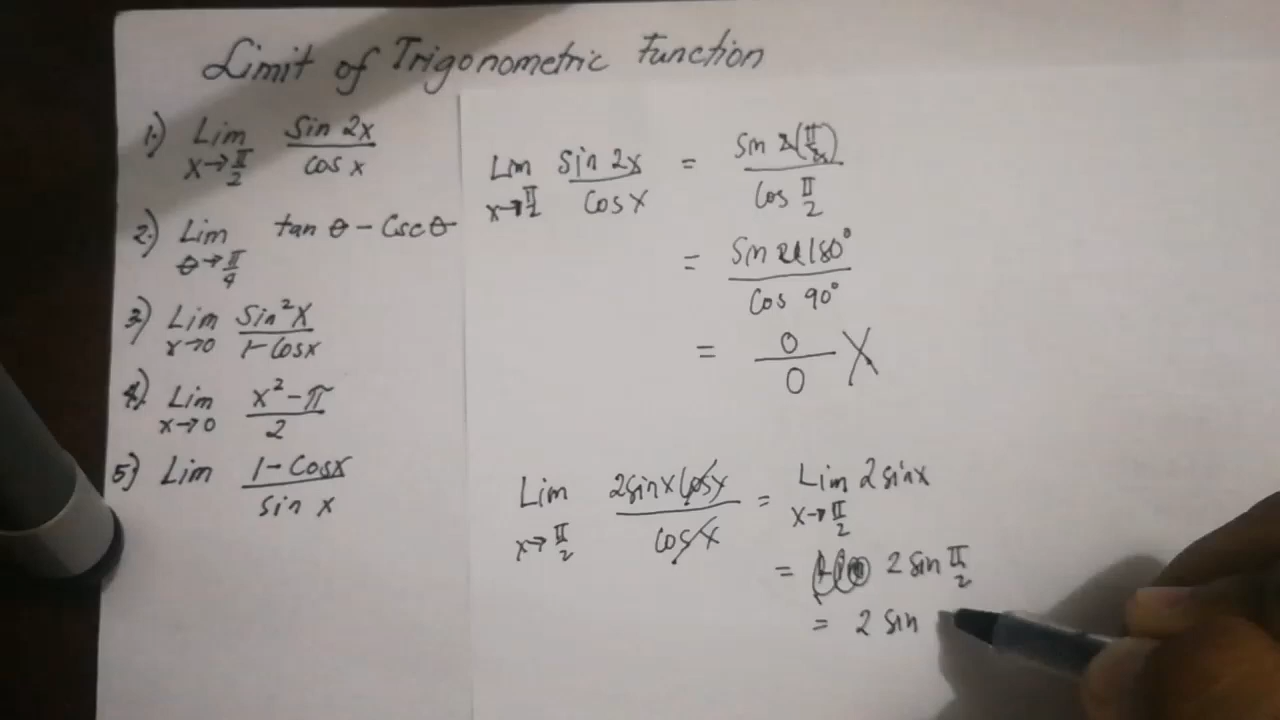 Limit of Trigonometric Function
1.) Lim x→π/2 Sin 2x / cos x
2.) Lim θ→π/4 tan θ - Csc θ
3.) Lim x→0 Sin²x / 1-Cosx
4.) Lim x→0 x²-π / 2
5.) Lim 1-Cosx / sin x
Lim x→π/2 Sin 2x / Cosx = Sin 2(π/2) / Cos π/2
= Sin 180° / Cos 90°
= 0 / 0 X
Lim x→π/2 2sinx cosx / cosx = Lim x→π/2 2 sinx
= 2 sin π/2
= 2 sin